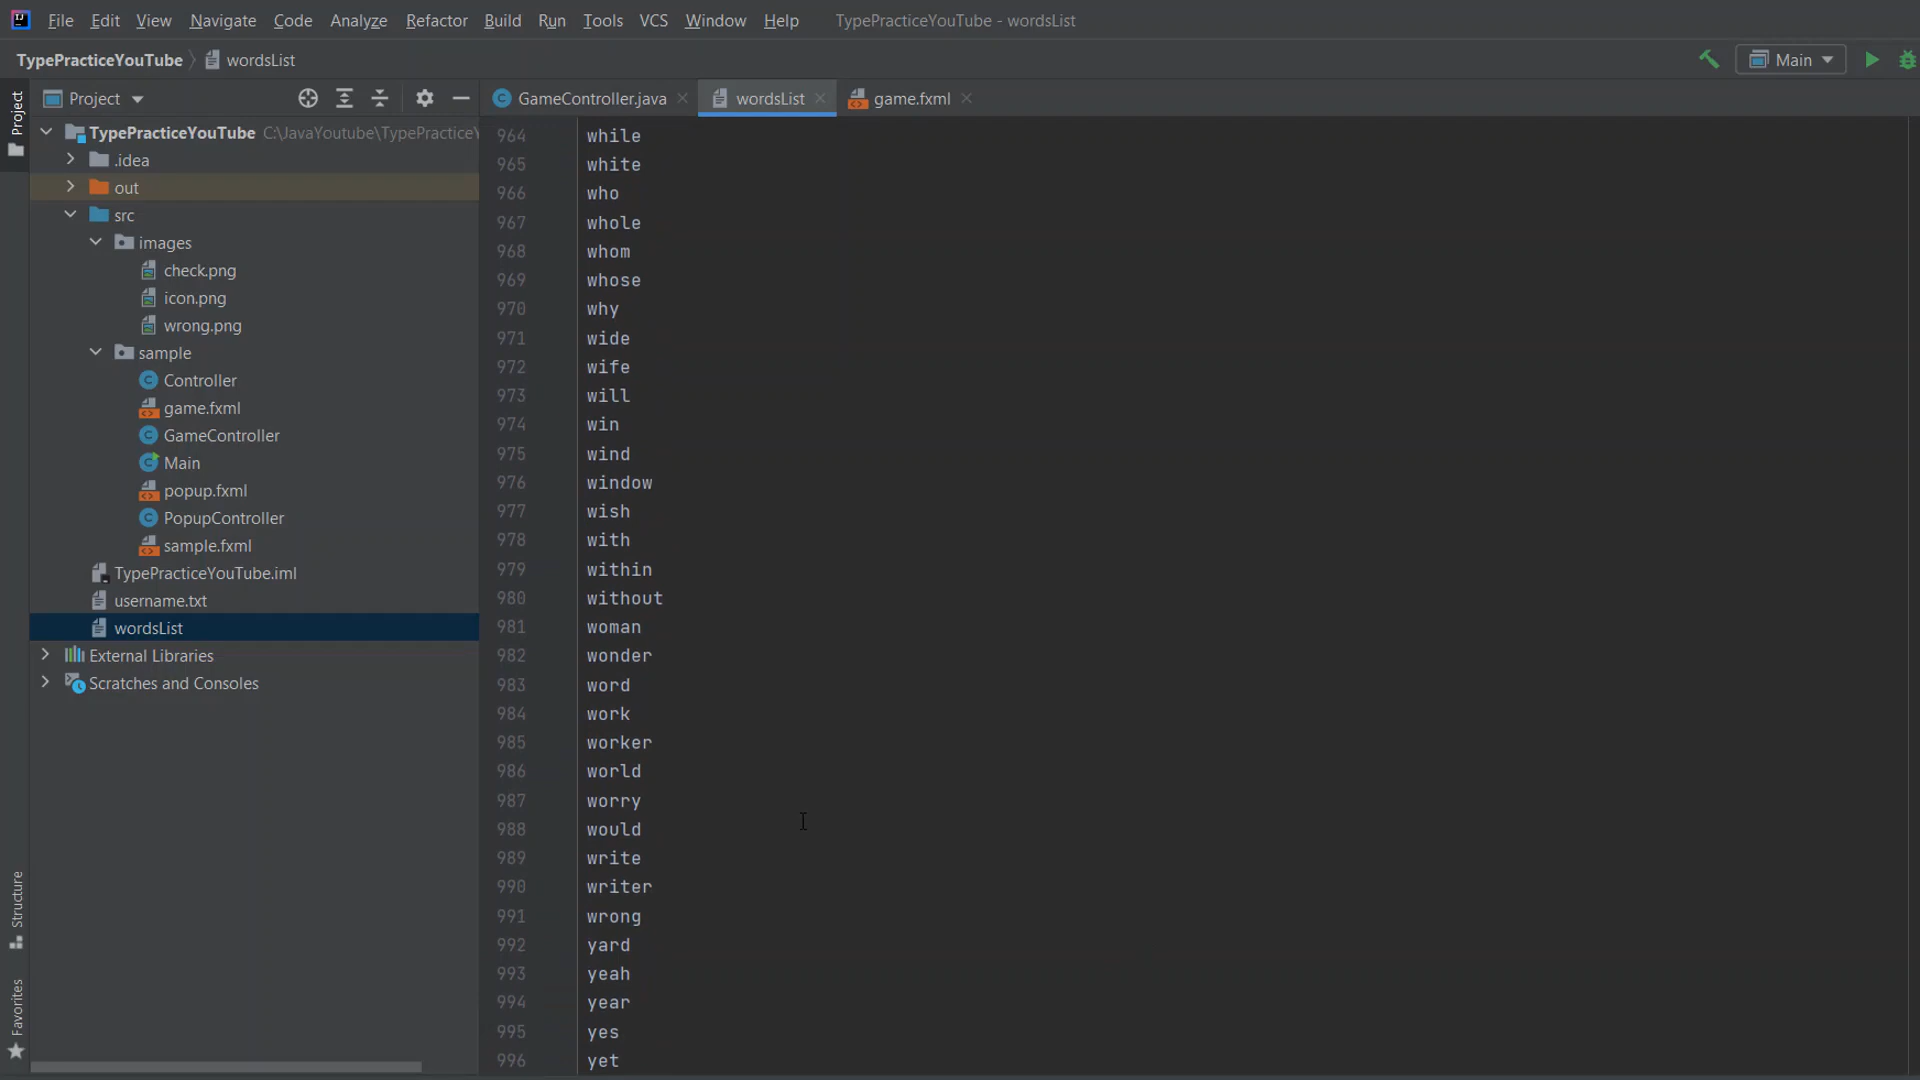 File Edit View Navigate Code Analyze Refactor Build Run Tools VCS Window Help TypePracticeYouTube - wordsList
TypePracticeYouTube wordsList Main
Project
Project
GameController.java wordsList game.fxml
TypePracticeYouTube C:\JavaYoutube\TypePracticeY
.idea
out
src
images
check.png
icon.png
wrong.png
sample
Controller
game.fxml
GameController
Main
popup.fxml
PopupController
sample.fxml
TypePracticeYouTube.iml
username.txt
wordsList
External Libraries
Scratches and Consoles
Structure
Favorites
964 while
965 white
966 who
967 whole
968 whom
969 whose
970 why
971 wide
972 wife
973 will
974 win
975 wind
976 window
977 wish
978 with
979 within
980 without
981 woman
982 wonder
983 word
984 work
985 worker
986 world
987 worry
988 would
989 write
990 writer
991 wrong
992 yard
993 yeah
994 year
995 yes
996 yet